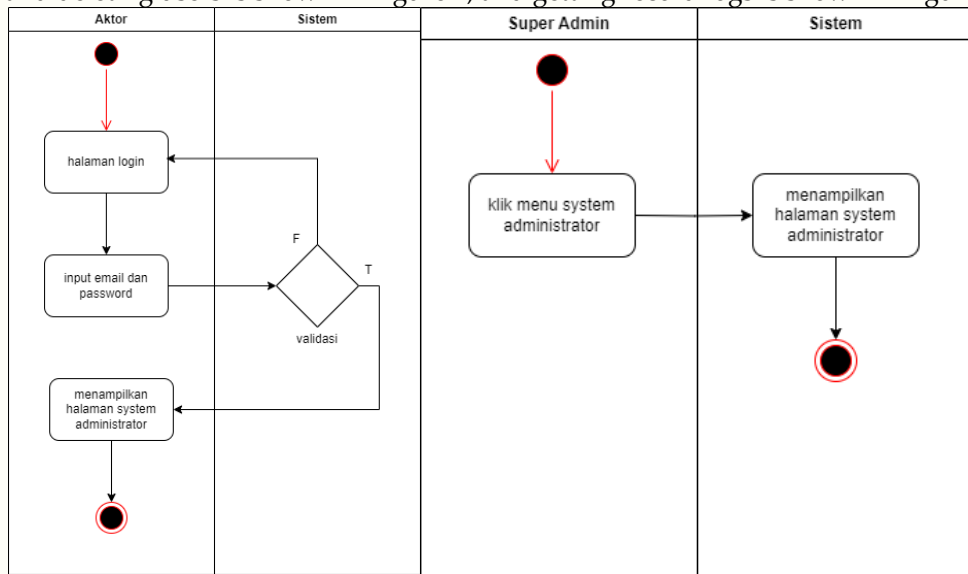 Aktor
Sistem
halaman login
F
T
input email dan
password
validasi
menampilkan
halaman system
administrator
Super Admin
Sistem
klik menu system
administrator
menampilkan
halaman system
administrator